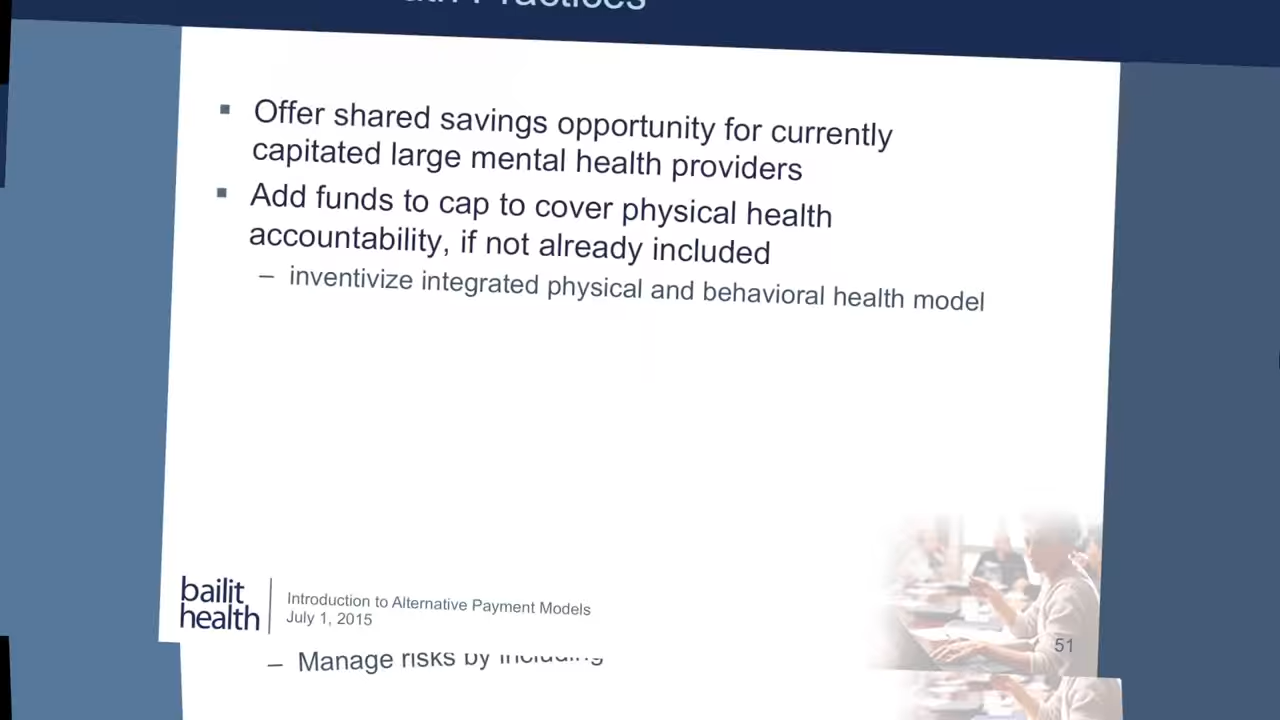 Practices
Offer shared savings opportunity for currently
capitated large mental health providers
Add funds to cap to cover physical health
accountability, if not already included
– inventivize integrated physical and behavioral health model
bailit
health
Introduction to Alternative Payment Models
July 1, 2015
51
– Manage risks by including